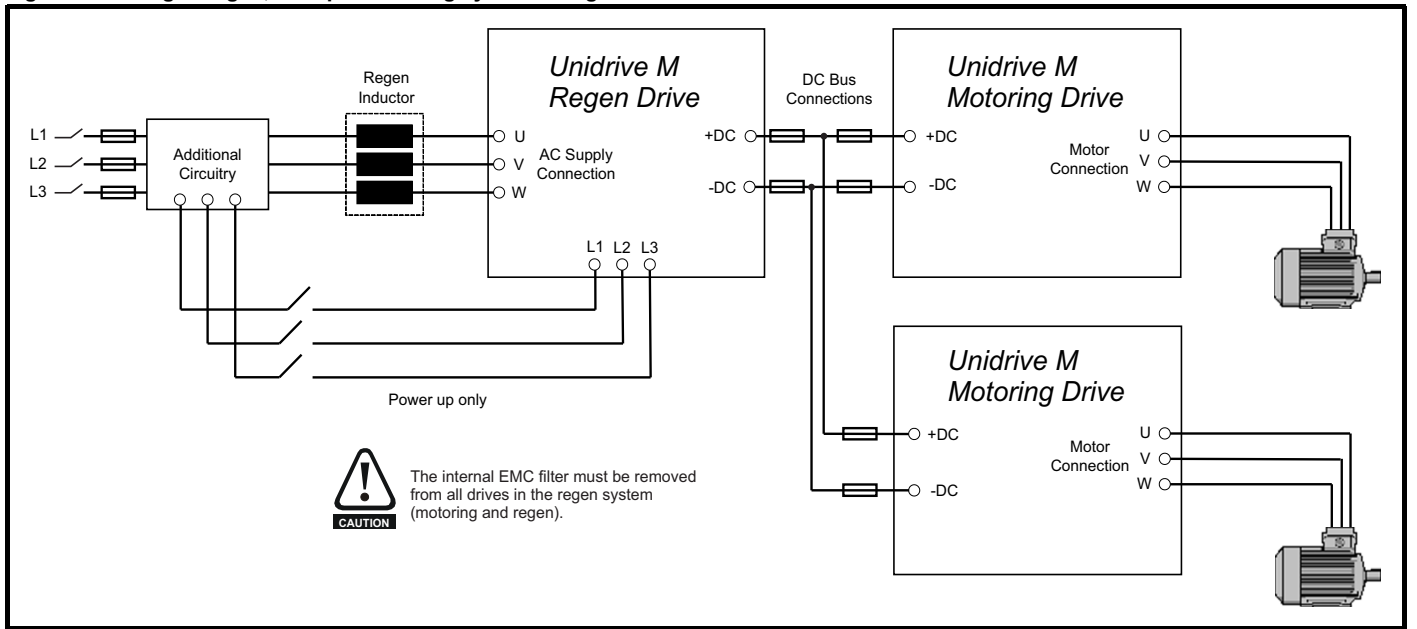 Unidrive M
Regen Drive
Regen
Inductor
DC Bus
Connections
Unidrive M
Motoring Drive
L1
L2
L3
Additional
Circuitry
U
V
W
AC Supply
Connection
+DC
-DC
+DC
-DC
Motor
Connection
U
V
W
L1 L2 L3
Power up only
Unidrive M
Motoring Drive
+DC
-DC
Motor
Connection
U
V
W
CAUTION
The internal EMC filter must be removed
from all drives in the regen system
(motoring and regen).